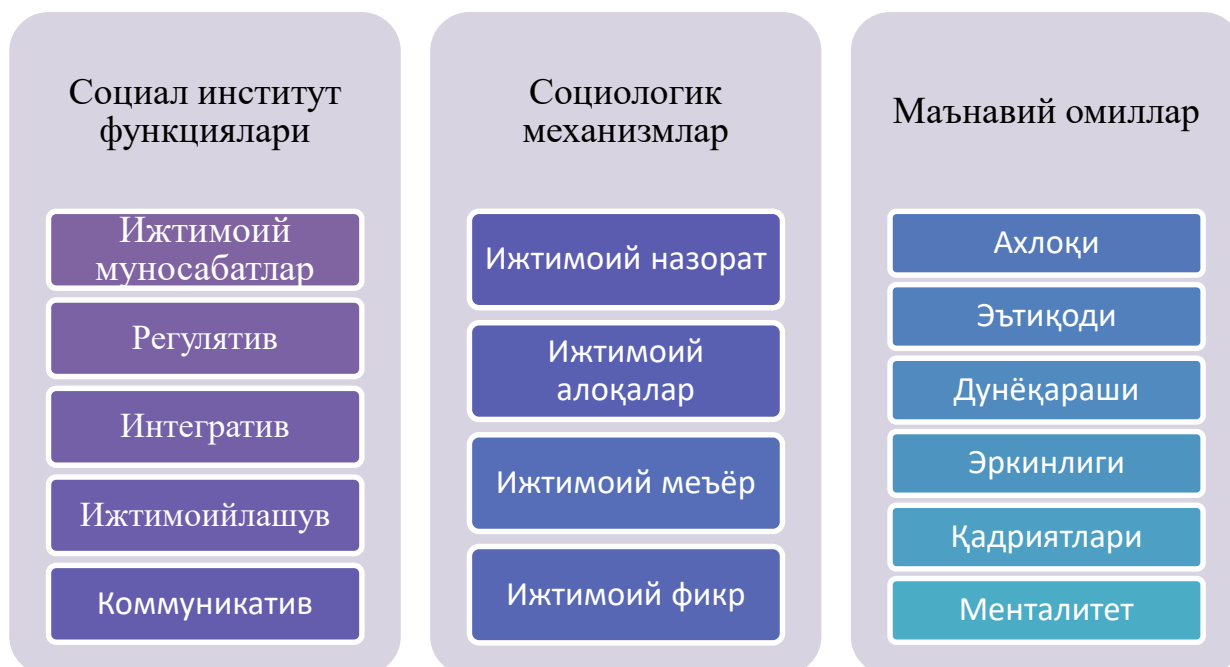 Социал институт
функциялари
Ижтимоий
муносабатлар
Регулятив
Интегратив
Ижтимоийлашув
Коммуникатив
Социологик
механизмлар
Ижтимоий назорат
Ижтимоий
алоқалар
Ижтимоий меъёр
Ижтимоий фикр
Маънавий омиллар
Ахлоқи
Эътиқоди
Дунёқараши
Эркинлиги
Қадриятлари
Менталитет